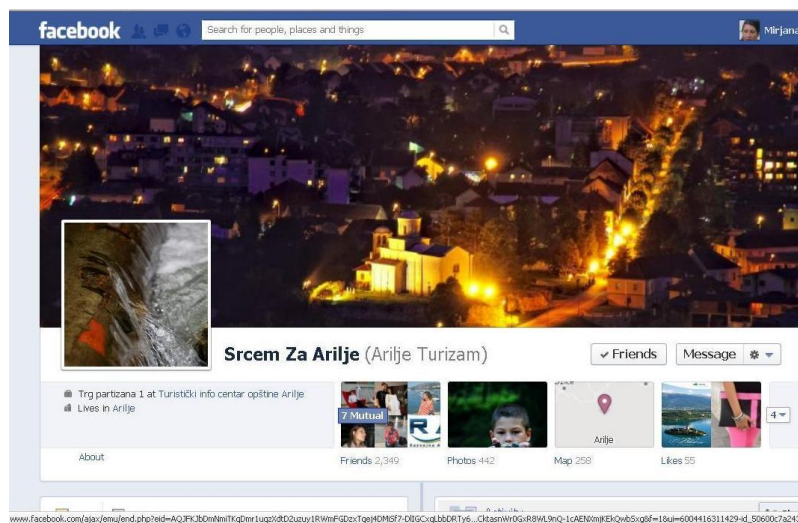 facebook
Search for people, places and things
Mirjana
Srcem Za Arilje (Arilje Turizam)
Friends
Message
Trg partizana 1 at Turistički info centar opštine Arilje
Lives in Arilje
About
7 Mutual
Arilje
4
Friends 2,349
Photos 442
Map 258
Likes 55
Activity